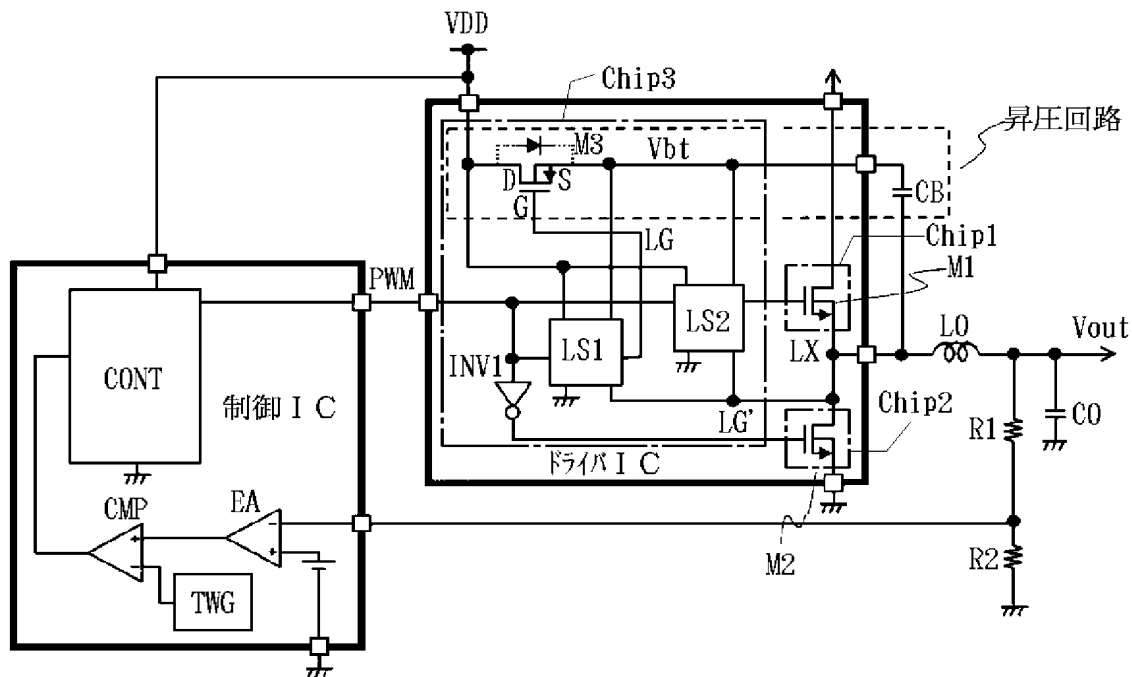 VDD
Chip3
昇圧回路
M3
Vbt
D
S
G
CB
LG
Chip1
M1
PWM
LS2
LS1
LX
LO
Vout
INV1
CONT
制御IC
LG'
Chip2
R1
CO
ドライバIC
CMP
EA
M2
R2
TWG
+
-
-
+